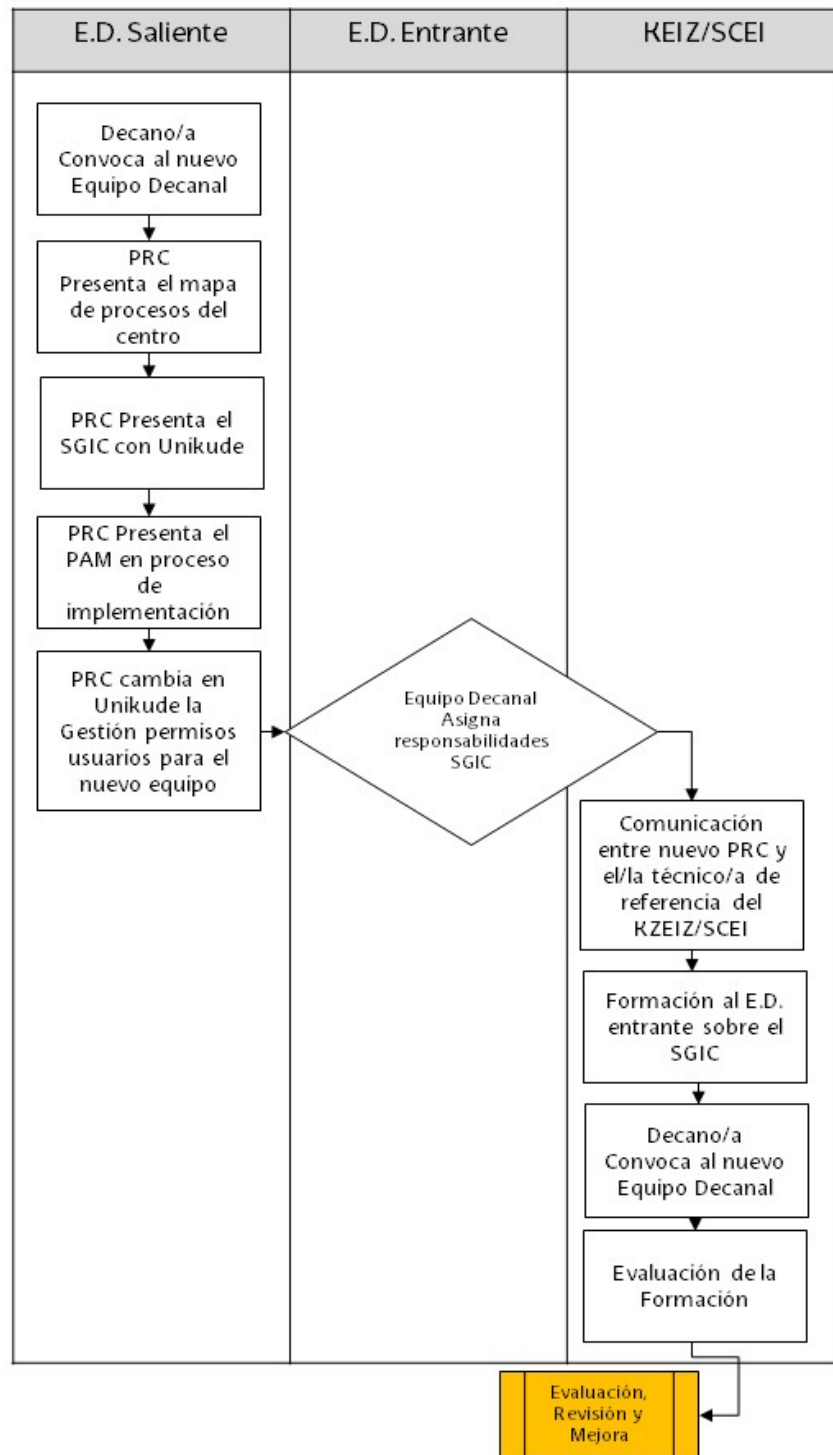 E.D. Saliente
E.D. Entrante
KEIZ/SCEI
Decano/a
Convoca al nuevo
Equipo Decanal
PRC
Presenta el mapa
de procesos del
centro
PRC Presenta el
SGIC con Unikude
PRC Presenta el
PAM en proceso
de
implementación
PRC cambia en
Unikude la
Gestión permisos
usuarios para el
nuevo equipo
Equipo Decanal
Asigna
responsabilidades
SGIC
Comunicación
entre nuevo PRC y
el/la técnico/a de
referencia del
KZEIZ/SCEI
Formación al E.D.
entrante sobre el
SGIC
Decano/a
Convoca al nuevo
Equipo Decanal
Evaluación de la
Formación
Evaluación,
Revisión y
Mejora